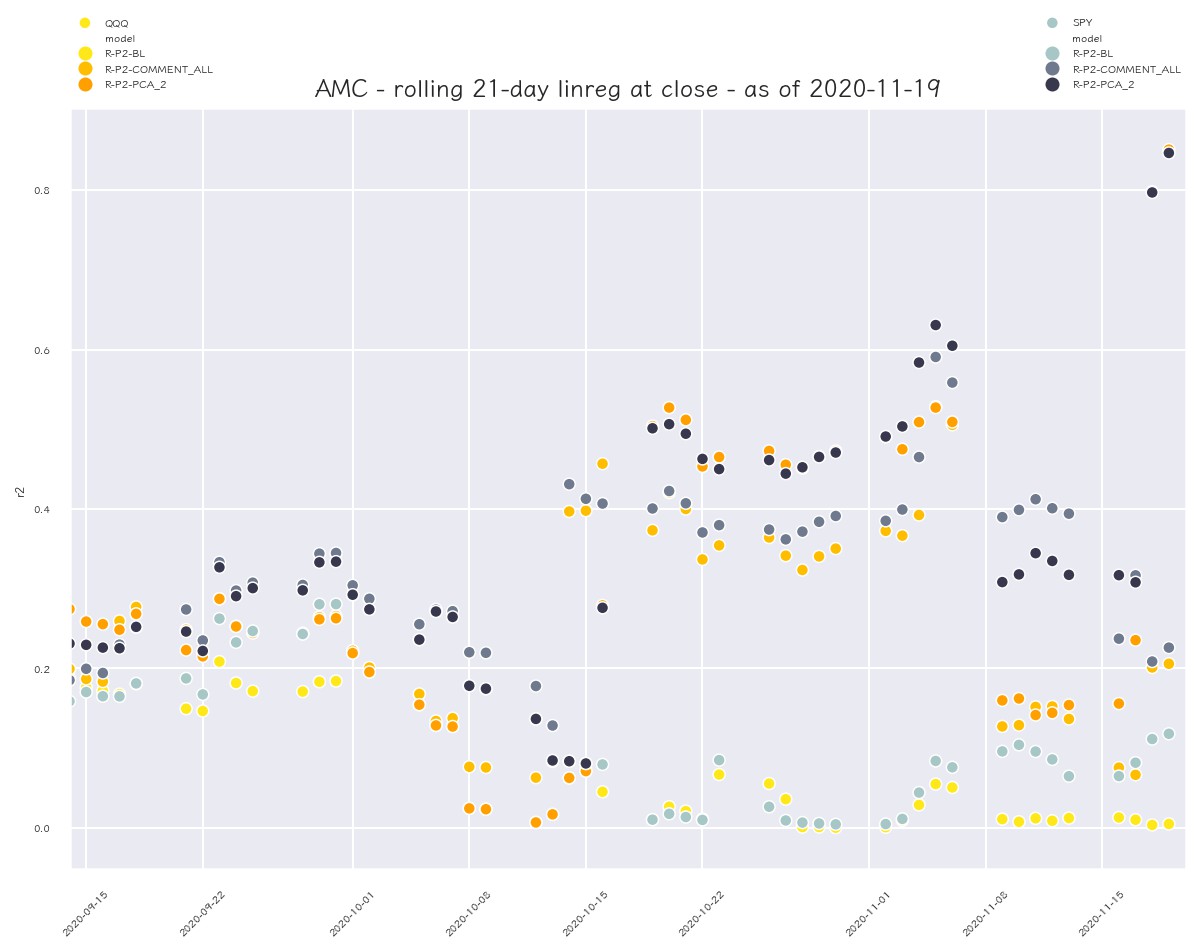 QQQ
model
R-P2-BL
R-P2-COMMENT_ALL
R-P2-PCA_2
SPY
model
R-P2-BL
R-P2-COMMENT_ALL
R-P2-PCA_2
AMC - rolling 21-day linreg at close - as of 2020-11-19
0.8
0.6
0.4
0.2
0.0
r2
2020-09-15
2020-09-22
2020-10-01
2020-10-08
2020-10-15
2020-10-22
2020-11-01
2020-11-08
2020-11-15